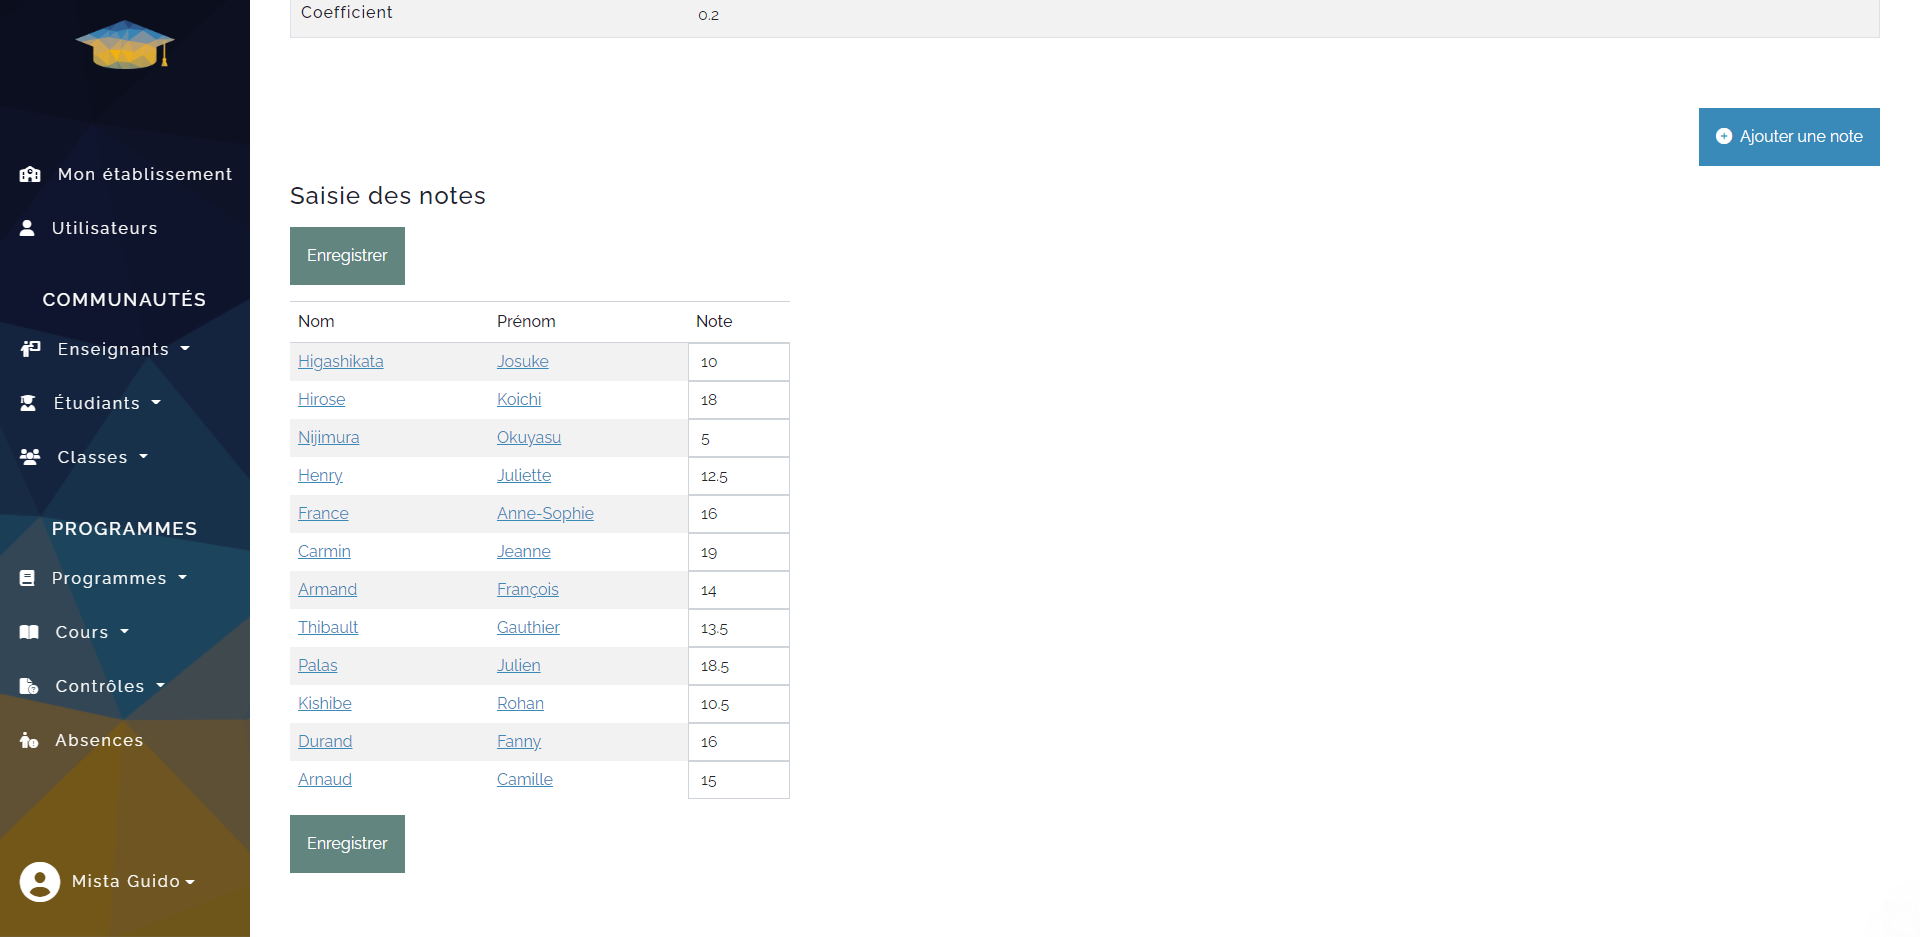 Coefficient 0.2
Ajouter une note
Mon établissement
Utilisateurs
COMMUNAUTÉS
Enseignants
Étudiants
Classes
PROGRAMMES
Programmes
Cours
Contrôles
Absences
Mista Guido
Saisie des notes
Enregistrer
Nom Prénom Note
Higashikata Josuke 10
Hirose Koichi 18
Nijimura Okuyasu 5
Henry Juliette 12.5
France Anne-Sophie 16
Carmin Jeanne 19
Armand François 14
Thibault Gauthier 13.5
Palas Julien 18.5
Kishibe Rohan 10.5
Durand Fanny 16
Arnaud Camille 15
Enregistrer